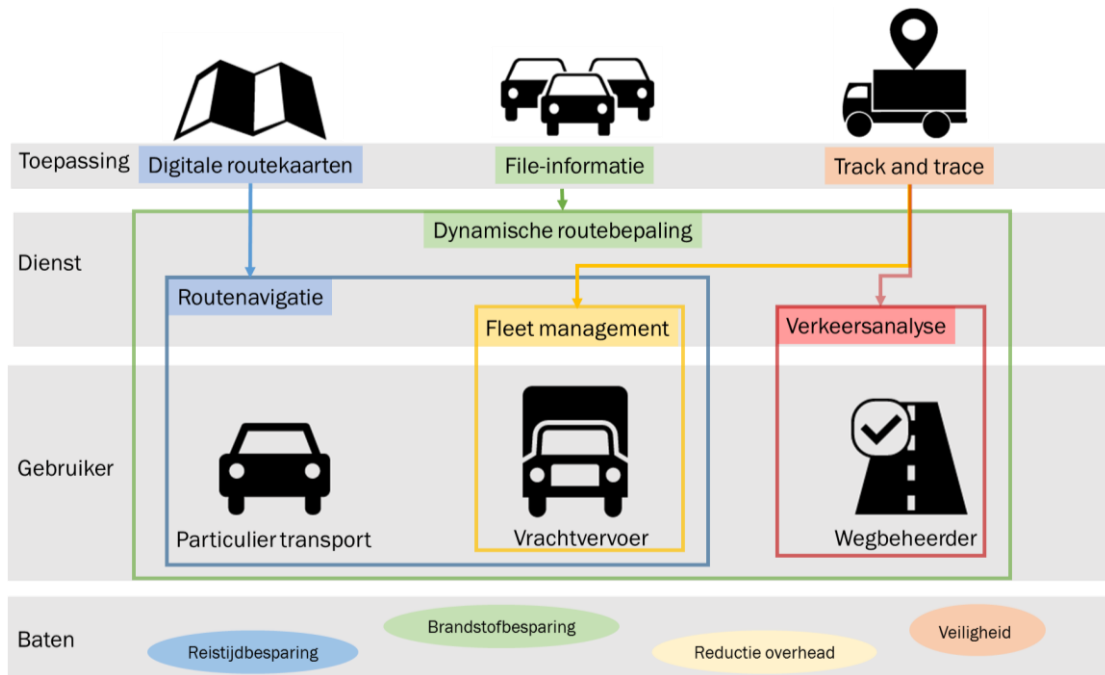 Toepassing
Digitale routekaarten
File-informatie
Track and trace
Dynamische routebepaling
Dienst
Routenavigatie
Fleet management
Verkeersanalyse
Gebruiker
Particulier transport
Vrachtvervoer
Wegbeheerder
Baten
Reistijdbesparing
Brandstofbesparing
Reductie overhead
Veiligheid